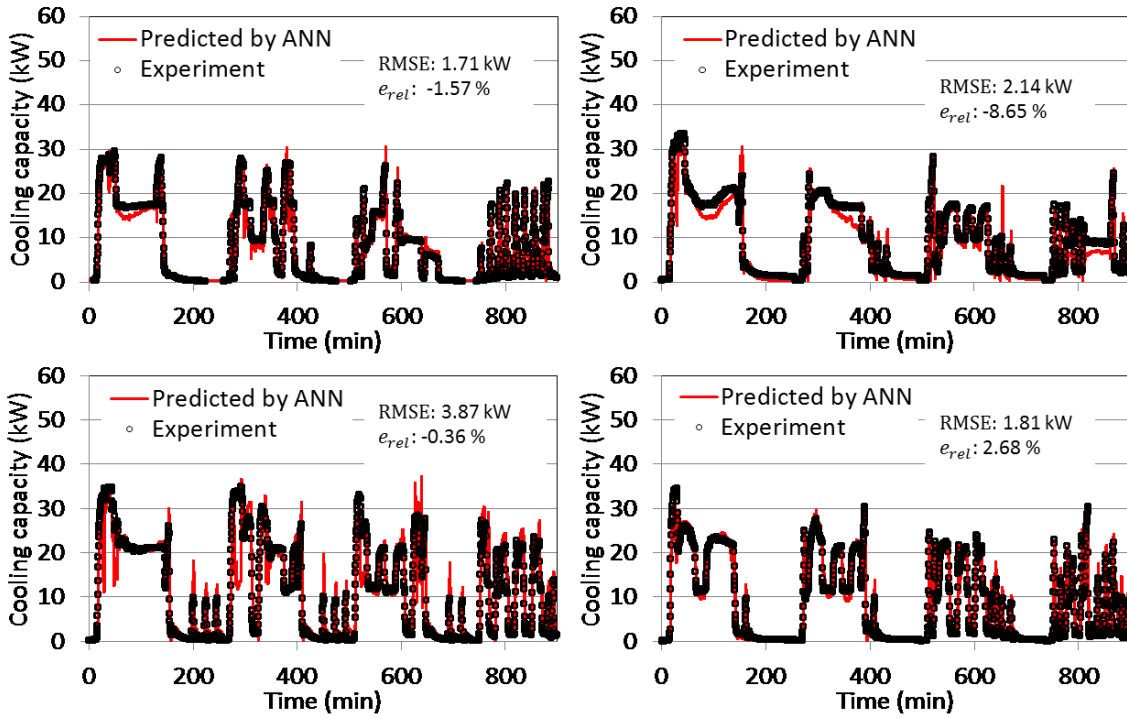 60
50
40
30
20
10
0
Cooling capacity (kW)
Predicted by ANN
Experiment
RMSE: 1.71 kW
e_rel: -1.57 %
0 200 400 600 800
Time (min)
60
50
40
30
20
10
0
Cooling capacity (kW)
Predicted by ANN
Experiment
RMSE: 2.14 kW
e_rel: -8.65 %
0 200 400 600 800
Time (min)
60
50
40
30
20
10
0
Cooling capacity (kW)
Predicted by ANN
Experiment
RMSE: 3.87 kW
e_rel: -0.36 %
0 200 400 600 800
Time (min)
60
50
40
30
20
10
0
Cooling capacity (kW)
Predicted by ANN
Experiment
RMSE: 1.81 kW
e_rel: 2.68 %
0 200 400 600 800
Time (min)